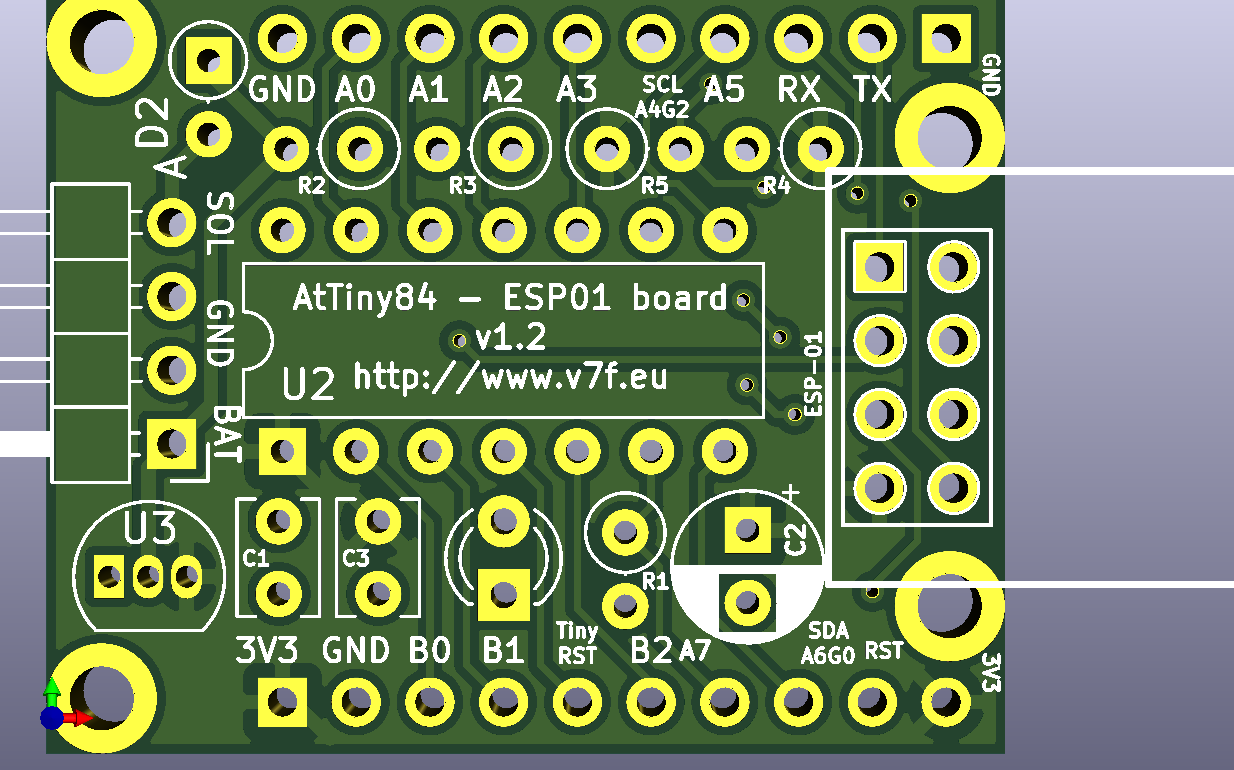 GND A0 A1 A2 A3 SCL A5 RX TX GND
A4G2
D2
A
R2 R3 R5 R4
SOL
GND
BAT
AtTiny84 - ESP01 board
v1.2
U2 http://www.v7f.eu
ESP-01
U3
C1
C3
R1
+
C2
3V3 GND B0 B1 Tiny RST B2 A7 SDA A6G0 RST 3V3